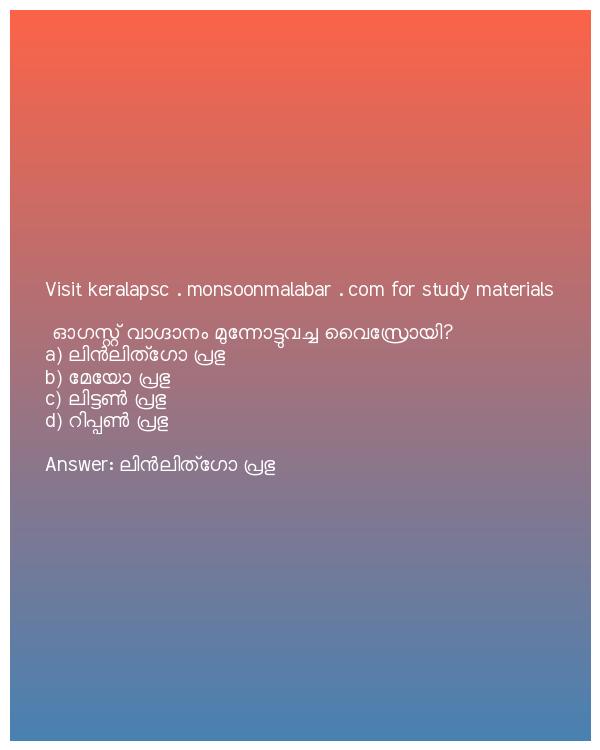 Visit keralapsc . monsoonmalabar . com for study materials
ഓഗസ്റ്റ് വാഗ്ദാനം മുന്നോട്ടുവച്ച വൈസ്രോയി?
a) ലിൻലിത്ഗോ പ്രഭു
b) മേയോ പ്രഭു
c) ലിട്ടൺ പ്രഭു
d) റിപ്പൺ പ്രഭു
Answer: ലിൻലിത്ഗോ പ്രഭു